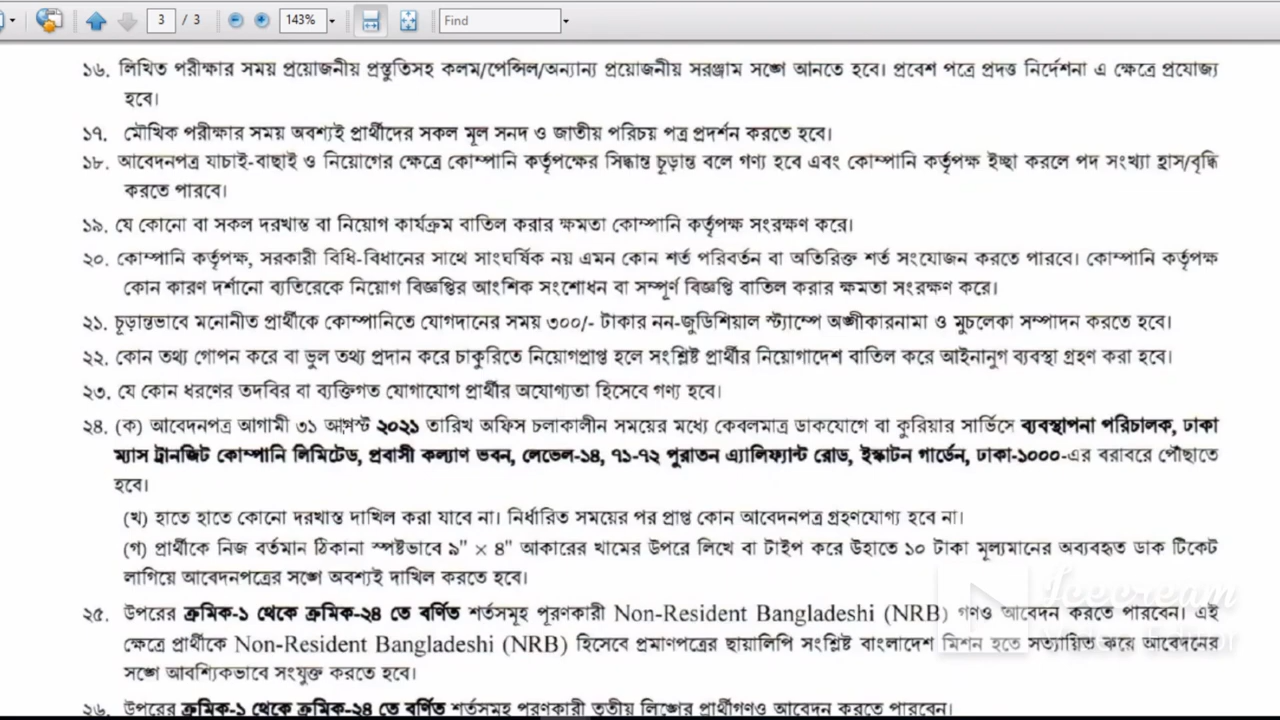 3 / 3 143% Find
১৬. লিখিত পরীক্ষার সময় প্রয়োজনীয় প্রস্তুতিসহ কলম/পেন্সিল/অন্যান্য প্রয়োজনীয় সরঞ্জাম সঙ্গে আনতে হবে। প্রবেশ পত্রে প্রদত্ত নির্দেশনা এ ক্ষেত্রে প্রযোজ্য
হবে।
১৭. মৌখিক পরীক্ষার সময় অবশ্যই প্রার্থীদের সকল মূল সনদ ও জাতীয় পরিচয় পত্র প্রদর্শন করতে হবে।
১৮. আবেদনপত্র যাচাই-বাছাই ও নিয়োগের ক্ষেত্রে কোম্পানি কর্তৃপক্ষের সিদ্ধান্ত চূড়ান্ত বলে গণ্য হবে এবং কোম্পানি কর্তৃপক্ষ ইচ্ছা করলে পদ সংখ্যা হ্রাস/বৃদ্ধি
করতে পারবে।
১৯. যে কোনো বা সকল দরখাস্ত বা নিয়োগ কার্যক্রম বাতিল করার ক্ষমতা কোম্পানি কর্তৃপক্ষ সংরক্ষণ করে।
২০. কোম্পানি কর্তৃপক্ষ, সরকারী বিধি-বিধানের সাথে সাংঘর্ষিক নয় এমন কোন শর্ত পরিবর্তন বা অতিরিক্ত শর্ত সংযোজন করতে পারবে। কোম্পানি কর্তৃপক্ষ
কোন কারণ দর্শানো ব্যতিরেকে নিয়োগ বিজ্ঞপ্তির আংশিক সংশোধন বা সম্পূর্ণ বিজ্ঞপ্তি বাতিল করার ক্ষমতা সংরক্ষণ করে।
২১. চূড়ান্তভাবে মনোনীত প্রার্থীকে কোম্পানিতে যোগদানের সময় ৩০০/- টাকার নন-জুডিশিয়াল স্ট্যাম্পে অঙ্গীকারনামা ও মুচলেকা সম্পাদন করতে হবে।
২২. কোন তথ্য গোপন করে বা ভুল তথ্য প্রদান করে চাকুরিতে নিয়োগপ্রাপ্ত হলে সংশ্লিষ্ট প্রার্থীর নিয়োগাদেশ বাতিল করে আইনানুগ ব্যবস্থা গ্রহণ করা হবে।
২৩. যে কোন ধরণের তদবির বা ব্যক্তিগত যোগাযোগ প্রার্থীর অযোগ্যতা হিসেবে গণ্য হবে।
২৪. (ক) আবেদনপত্র আগামী ৩১ আগস্ট ২০২১ তারিখ অফিস চলাকালীন সময়ের মধ্যে কেবলমাত্র ডাকযোগে বা কুরিয়ার সার্ভিসে ব্যবস্থাপনা পরিচালক, ঢাকা
ম্যাস ট্রানজিট কোম্পানি লিমিটেড, প্রবাসী কল্যাণ ভবন, লেভেল-১৪, ৭১-৭২ পুরাতন এ্যালিফ্যান্ট রোড, ইস্কাটন গার্ডেন, ঢাকা-১০০০-এর বরাবরে পৌঁছাতে
হবে।
(খ) হাতে হাতে কোনো দরখাস্ত দাখিল করা যাবে না। নির্ধারিত সময়ের পর প্রাপ্ত কোন আবেদনপত্র গ্রহণযোগ্য হবে না।
(গ) প্রার্থীকে নিজ বর্তমান ঠিকানা স্পষ্টভাবে ৯" × ৪" আকারের খামের উপরে লিখে বা টাইপ করে উহাতে ১০ টাকা মূল্যমানের অব্যবহৃত ডাক টিকেট
লাগিয়ে আবেদনপত্রের সঙ্গে অবশ্যই দাখিল করতে হবে।
২৫. উপরের ক্রমিক-১ থেকে ক্রমিক-২৪ তে বর্ণিত শর্তসমূহ পূরণকারী Non-Resident Bangladeshi (NRB) গণও আবেদন করতে পারবেন। এই
ক্ষেত্রে প্রার্থীকে Non-Resident Bangladeshi (NRB) হিসেবে প্রমাণপত্রের ছায়ালিপি সংশ্লিষ্ট বাংলাদেশ মিশন হতে সত্যায়িত করে আবেদনের
সঙ্গে আবশ্যিকভাবে সংযুক্ত করতে হবে।
২৬. উপরের ক্রমিক-১ থেকে ক্রমিক-২৪ তে বর্ণিত শর্তসমূহ পূরণকারী তৃতীয় লিঙ্গের প্রার্থীগণও আবেদন করতে পারবেন।
Icecream
Video Editor